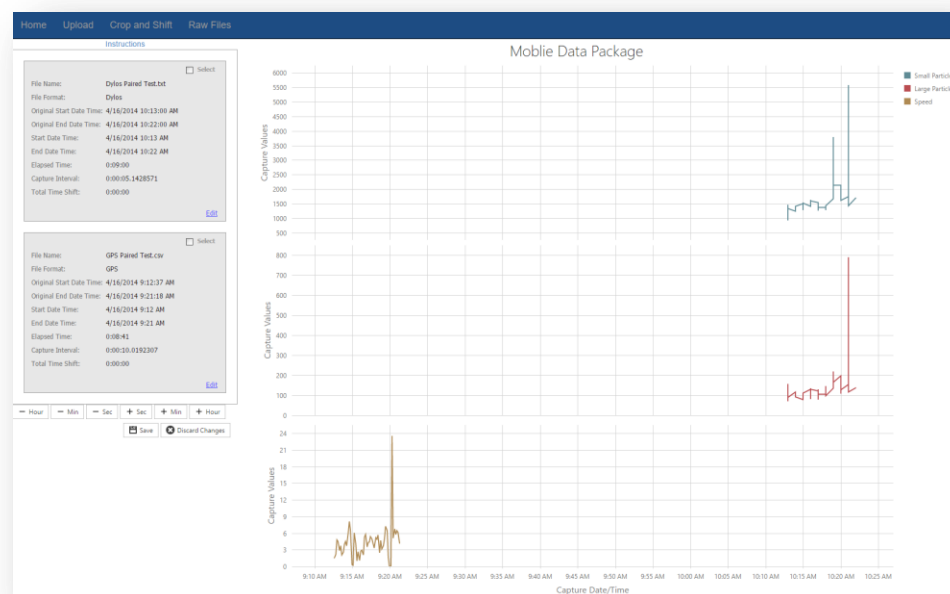 Home Upload Crop and Shift Raw Files
Instructions
Select
File Name: Dylos Paired Test.txt
File Format: Dylos
Original Start Date Time: 4/16/2014 10:13:00 AM
Original End Date Time: 4/16/2014 10:22:00 AM
Start Date Time: 4/16/2014 10:13 AM
End Date Time: 4/16/2014 10:22 AM
Elapsed Time: 0:09:00
Capture Interval: 0:00:05.1428571
Total Time Shift: 0:00:00
Edit
Select
File Name: GPS Paired Test.csv
File Format: GPS
Original Start Date Time: 4/16/2014 9:12:37 AM
Original End Date Time: 4/16/2014 9:21:18 AM
Start Date Time: 4/16/2014 9:12 AM
End Date Time: 4/16/2014 9:21 AM
Elapsed Time: 0:08:41
Capture Interval: 0:00:10.0192307
Total Time Shift: 0:00:00
Edit
− Hour − Min − Sec + Sec + Min + Hour
Save Discard Changes
Moblie Data Package
Capture Values
6000
5500
5000
4500
4000
3500
3000
2500
2000
1500
1000
500
Capture Values
800
700
600
500
400
300
200
100
0
Capture Values
24
21
18
15
12
9
6
3
0
9:10 AM 9:15 AM 9:20 AM 9:25 AM 9:30 AM 9:35 AM 9:40 AM 9:45 AM 9:50 AM 9:55 AM 10:00 AM 10:05 AM 10:10 AM 10:15 AM 10:20 AM 10:25 AM
Capture Date/Time
Small Particl
Large Particl
Speed